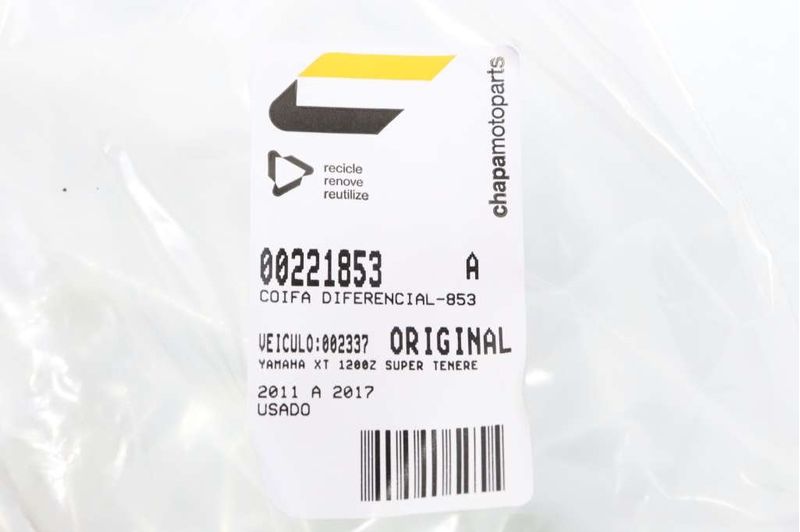 chapamotoparts
recicle
renove
reutilize
00221853 A
COIFA DIFERENCIAL-853
VEICULO:002337 ORIGINAL
YAMAHA XT 1200Z SUPER TENERE
2011 A 2017
USADO